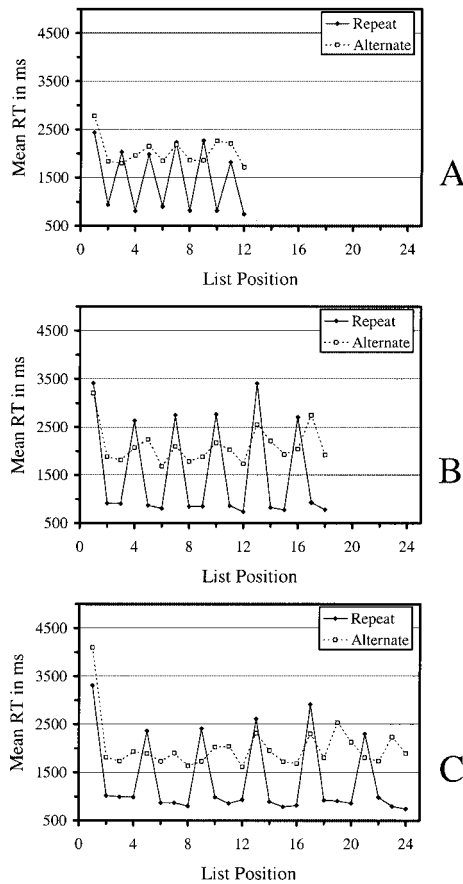 5000
Repeat
Alternate
4500
3500
2500
1500
500
Mean RT in ms
0 4 8 12 16 20 24
List Position
A
Repeat
Alternate
4500
3500
2500
1500
500
Mean RT in ms
0 4 8 12 16 20 24
List Position
B
Repeat
Alternate
4500
3500
2500
1500
500
Mean RT in ms
0 4 8 12 16 20 24
List Position
C